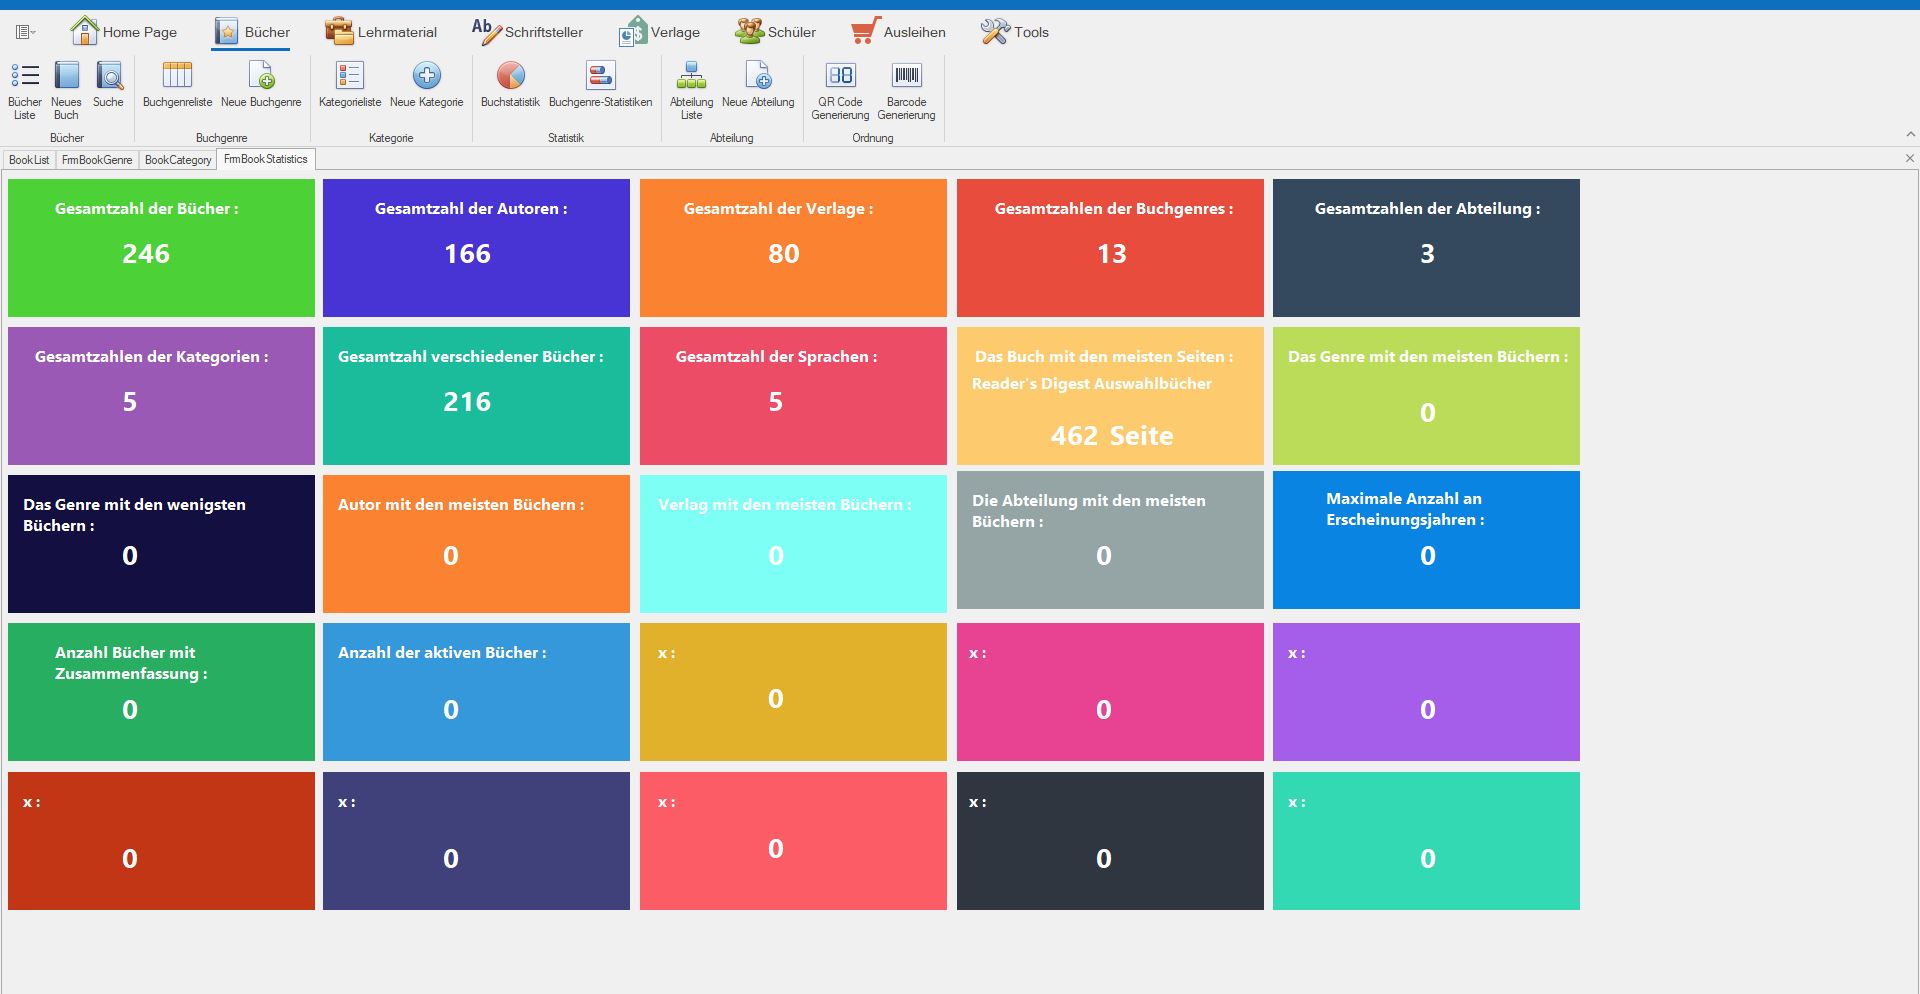 Home Page
Bücher
Lehrmaterial
Ab
Schriftsteller
Verlage
Schüler
Ausleihen
Tools
Bücher
Liste
Neues
Buch
Suche
Buchgenreliste
Neue Buchgenre
Kategorieliste
Neue Kategorie
Buchstatistik
Buchgenre-Statistiken
Abteilung
Liste
Neue Abteilung
QR Code
Generierung
Barcode
Generierung
Bücher
Buchgenre
Kategorie
Statistik
Abteilung
Ordnung
BookList
FrmBookGenre
BookCategory
FrmBookStatistics
Gesamtzahl der Bücher :
246
Gesamtzahl der Autoren :
166
Gesamtzahl der Verlage :
80
Gesamtzahlen der Buchgenres :
13
Gesamtzahlen der Abteilung :
3
Gesamtzahlen der Kategorien :
5
Gesamtzahl verschiedener Bücher :
216
Gesamtzahl der Sprachen :
5
Das Buch mit den meisten Seiten :
Reader's Digest Auswahlbücher
462 Seite
Das Genre mit den meisten Büchern :
0
Das Genre mit den wenigsten
Büchern :
0
Autor mit den meisten Büchern :
0
Verlag mit den meisten Büchern :
0
Die Abteilung mit den meisten
Büchern :
0
Maximale Anzahl an
Erscheinungsjahren :
0
Anzahl Bücher mit
Zusammenfassung :
0
Anzahl der aktiven Bücher :
0
x :
0
x :
0
x :
0
x :
0
x :
0
x :
0
x :
0
x :
0